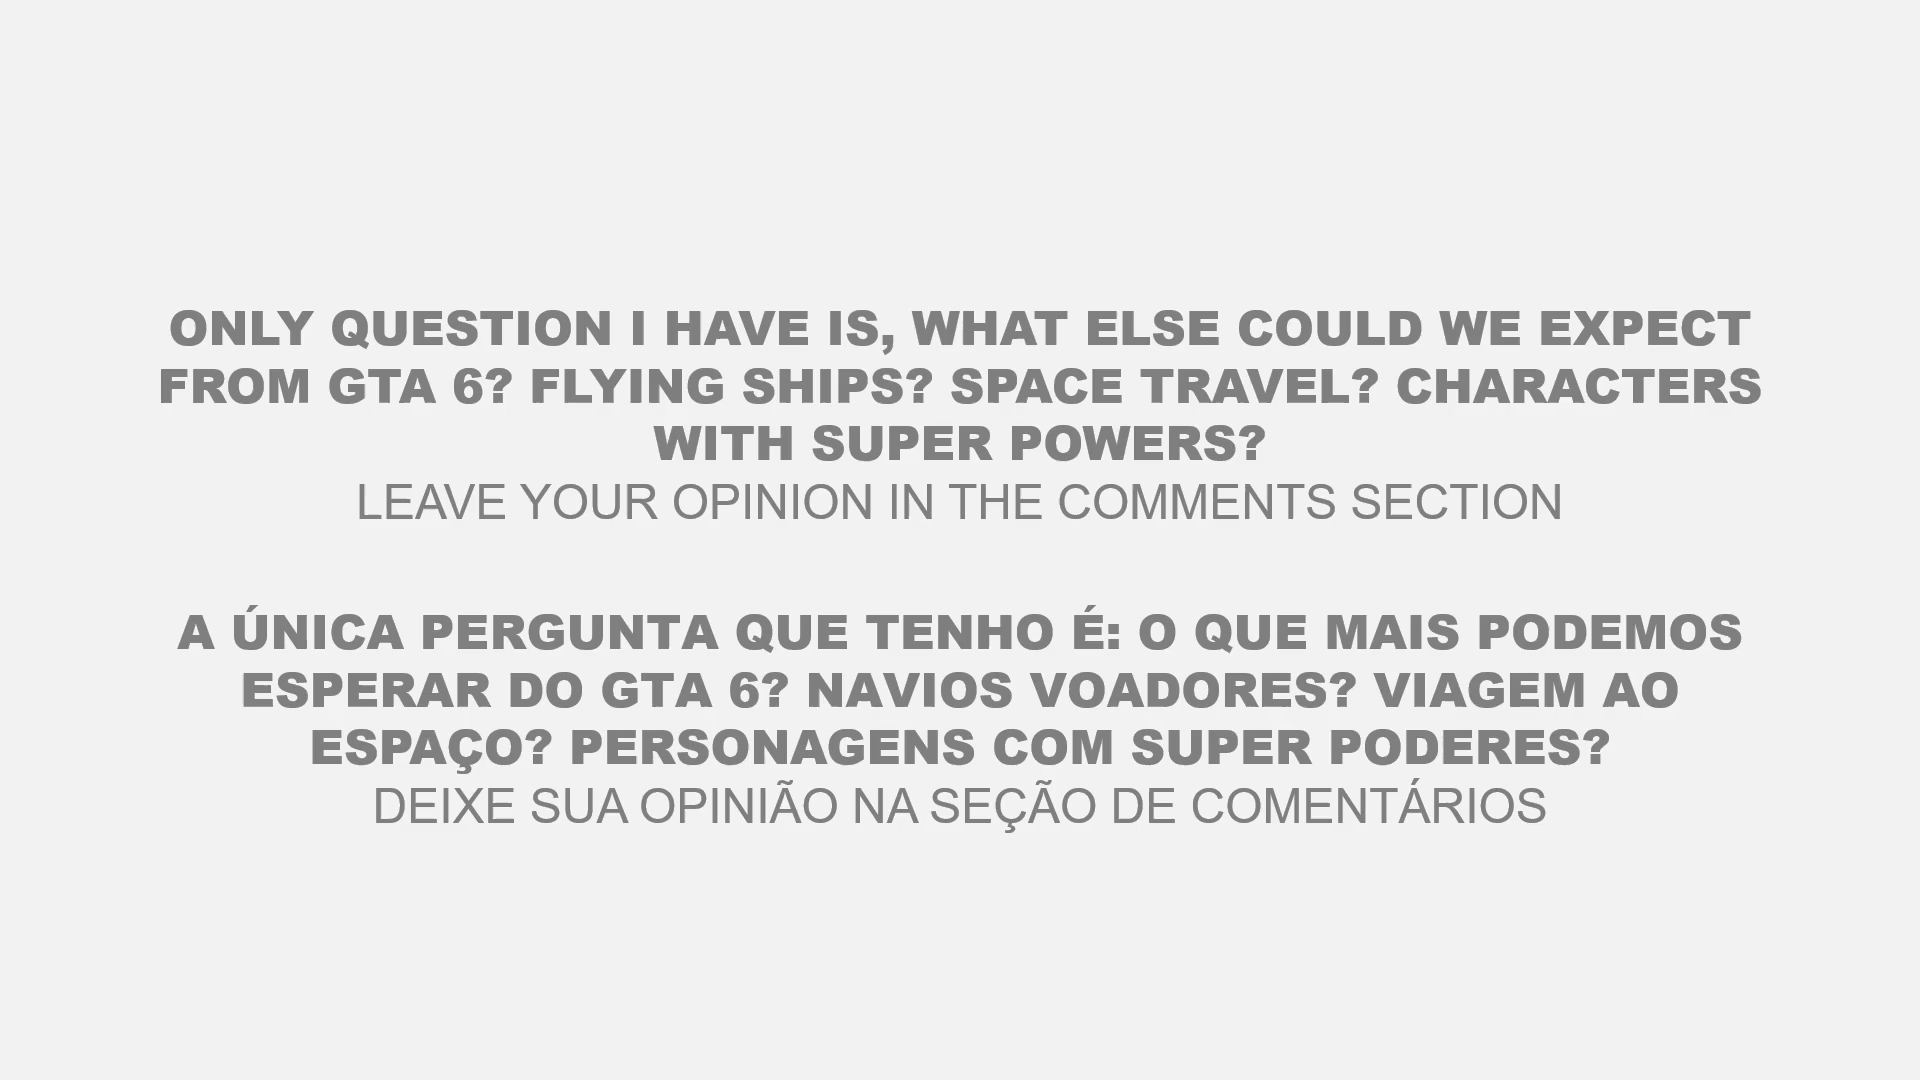 ONLY QUESTION I HAVE IS, WHAT ELSE COULD WE EXPECT
FROM GTA 6? FLYING SHIPS? SPACE TRAVEL? CHARACTERS
WITH SUPER POWERS?
LEAVE YOUR OPINION IN THE COMMENTS SECTION
A ÚNICA PERGUNTA QUE TENHO É: O QUE MAIS PODEMOS
ESPERAR DO GTA 6? NAVIOS VOADORES? VIAGEM AO
ESPAÇO? PERSONAGENS COM SUPER PODERES?
DEIXE SUA OPINIÃO NA SEÇÃO DE COMENTÁRIOS